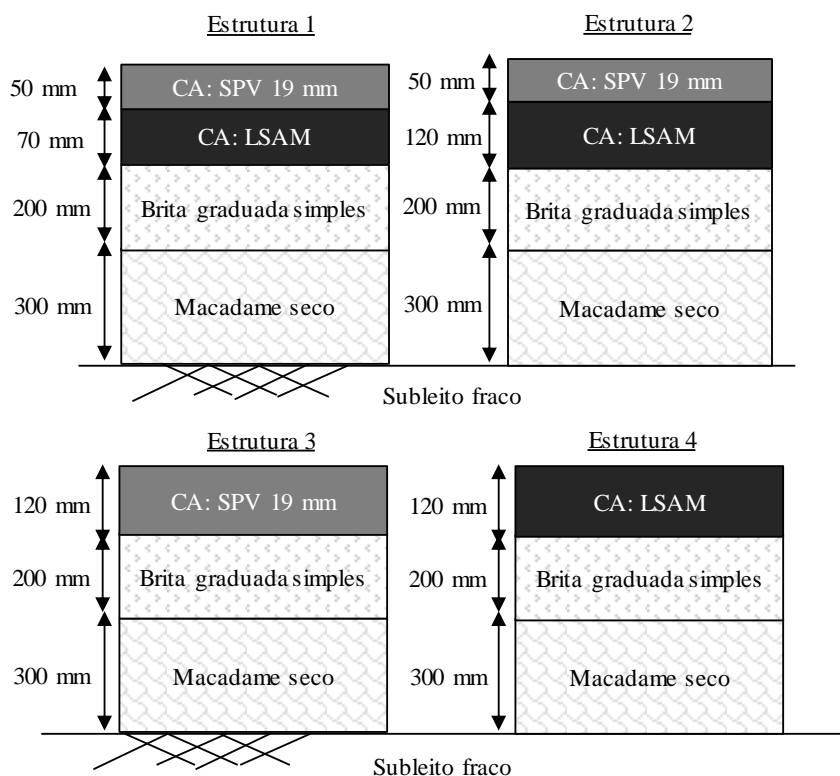 Estrutura 1
50 mm
CA: SPV 19 mm
70 mm
CA: LSAM
200 mm
Brita graduada simples
300 mm
Macadame seco
Estrutura 2
50 mm
CA: SPV 19 mm
120 mm
CA: LSAM
200 mm
Brita graduada simples
300 mm
Macadame seco
Subleito fraco
Estrutura 3
120 mm
CA: SPV 19 mm
200 mm
Brita graduada simples
300 mm
Macadame seco
Estrutura 4
120 mm
CA: LSAM
200 mm
Brita graduada simples
300 mm
Macadame seco
Subleito fraco